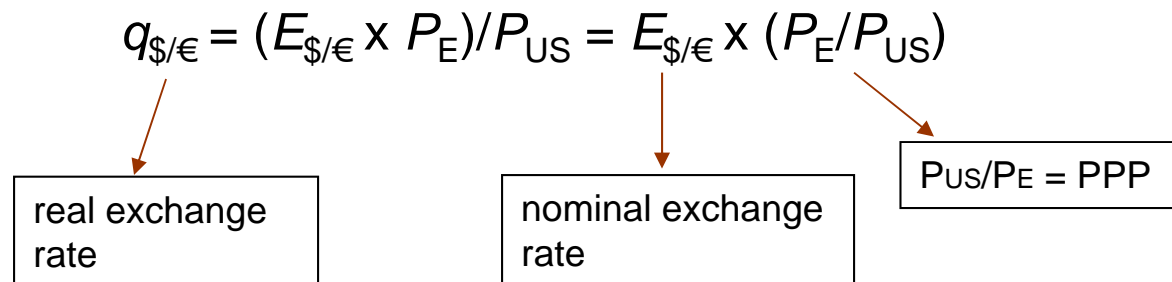 q$/€ = (E$/€ x PE)/PUS = E$/€ x (PE/PUS)
PUS/PE = PPP
real exchange
rate
nominal exchange
rate